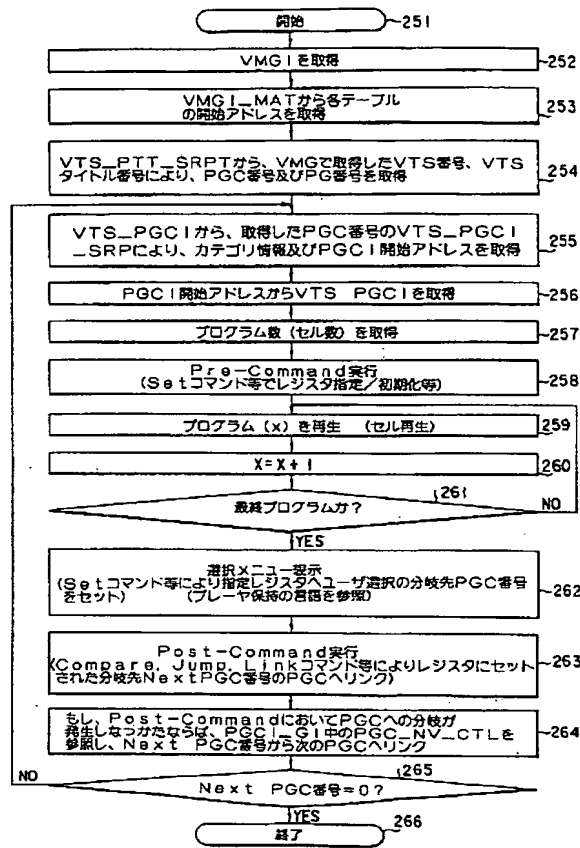 開始
251
VMGIを取得
252
VMGI_MATから各テーブル
の開始アドレスを取得
253
VTS_PTT_SRPTから、VMGで取得したVTS番号、VTS
タイトル番号により、PGC番号及びPG番号を取得
254
VTS_PGCIから、取得したPGC番号のVTS_PGCI
_SRPにより、カテゴリ情報及びPGCI開始アドレスを取得
255
PGCI開始アドレスからVTS PGCIを取得
256
プログラム数(セル数)を取得
257
Pre-Command実行
(Setコマンド等でレジスタ指定/初期化等)
258
プログラム(x)を再生 (セル再生)
259
X=X+1
260
最終プログラムか?
261
NO
YES
選択メニュー表示
(Setコマンド等により指定レジスタへユーザ選択の分岐先PGC番号
をセット) (プレーヤ保持の言語を参照)
262
Post-Command実行
(Compare、Jump、Linkコマンド等によりレジスタにセット
された分岐先NextPGC番号のPGCへリンク)
263
もし、Post-CommandにおいてPGCへの分岐が
発生しなつかたならば、PGCI_GI中のPGC_NV_CTLを
参照し、Next PGC番号から次のPGCへリンク
264
NO
265
Next PGC番号=0?
YES
終了
266